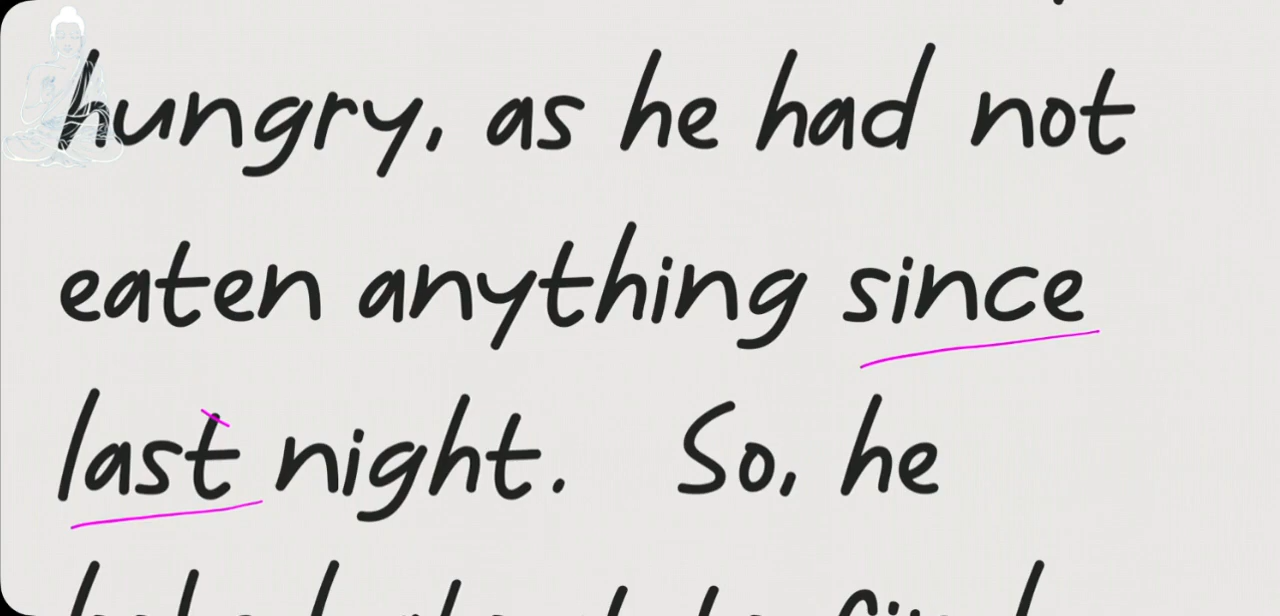 hungry, as he had not
eaten anything since
last night. So, he